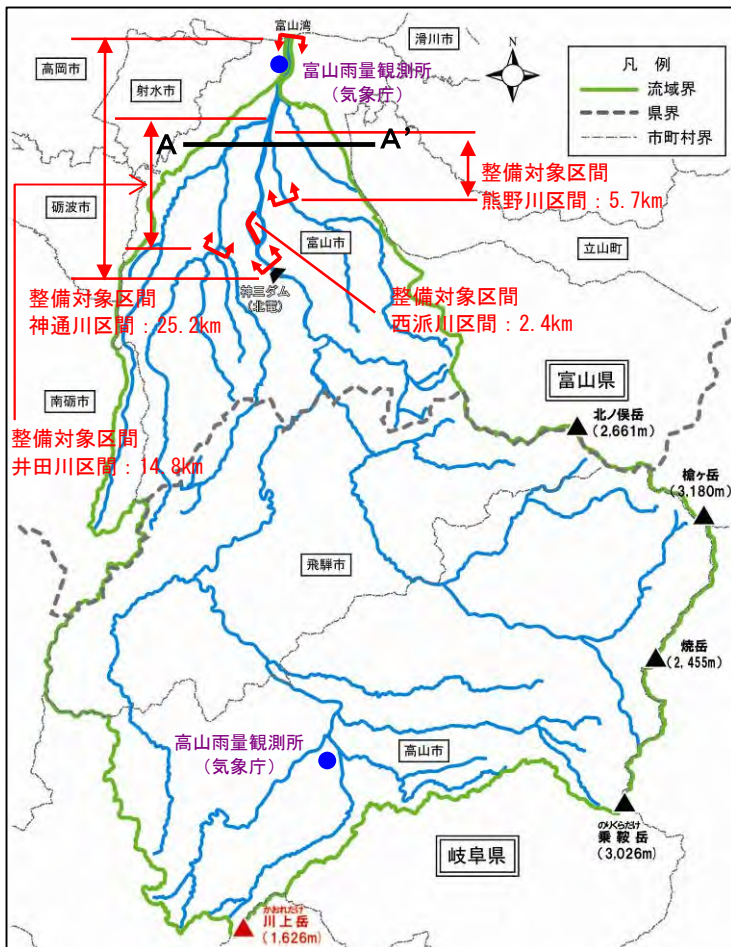 富山湾
滑川市
高岡市
射水市
富山雨量観測所
(気象庁)
N
凡 例
流域界
県界
市町村界
A
A'
整備対象区間
熊野川区間:5.7km
砺波市
富山市
立山町
神三ダム
(北電)
整備対象区間
神通川区間:25.2km
整備対象区間
西派川区間:2.4km
富山県
南砺市
北ノ俣岳
(2,661m)
整備対象区間
井田川区間:14.8km
槍ヶ岳
(3,180m)
飛騨市
焼岳
(2,455m)
高山雨量観測所
(気象庁)
高山市
のりくらだけ
乗鞍岳
(3,026m)
岐阜県
かおれだけ
川上岳
(1,626m)